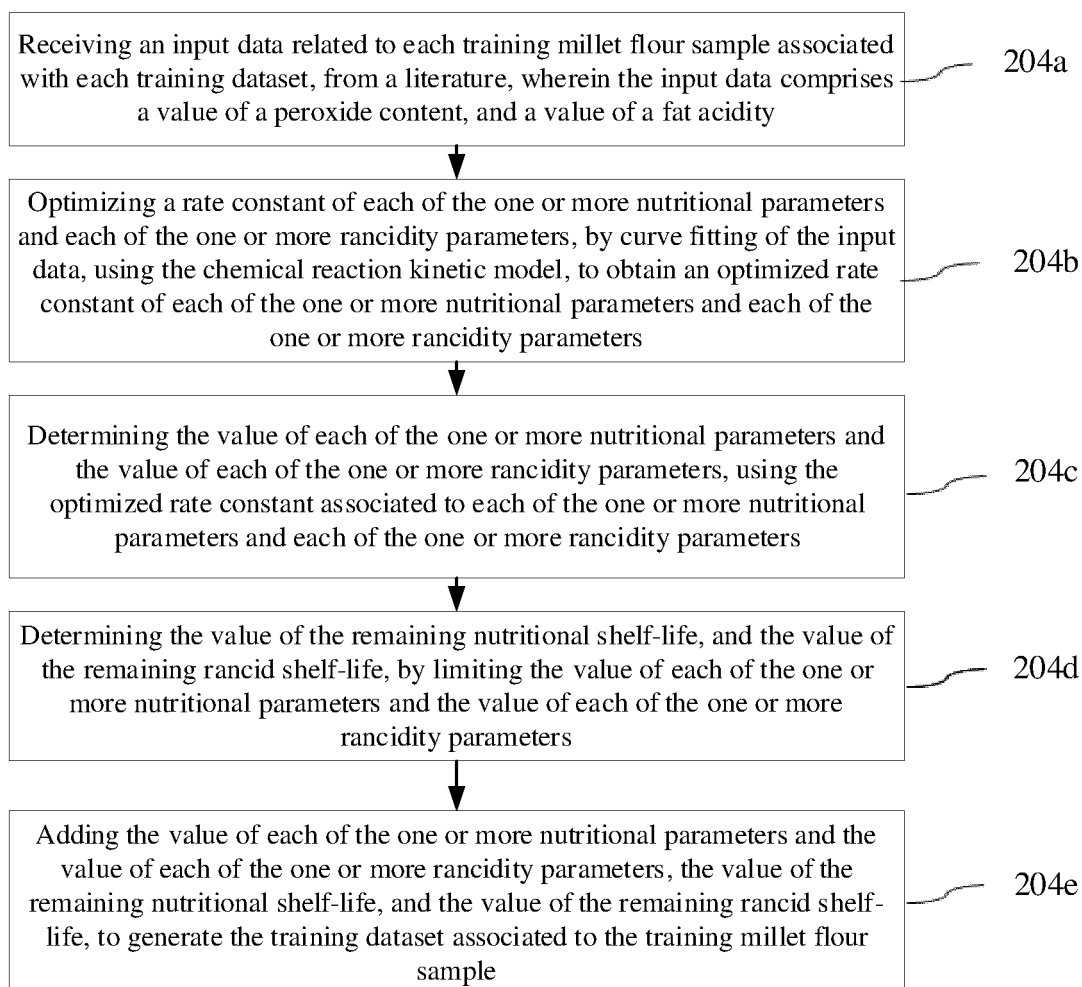 Receiving an input data related to each training millet flour sample associated
with each training dataset, from a literature, wherein the input data comprises
a value of a peroxide content, and a value of a fat acidity
204a
Optimizing a rate constant of each of the one or more nutritional parameters
and each of the one or more rancidity parameters, by curve fitting of the input
data, using the chemical reaction kinetic model, to obtain an optimized rate
constant of each of the one or more nutritional parameters and each of the
one or more rancidity parameters
204b
Determining the value of each of the one or more nutritional parameters and
the value of each of the one or more rancidity parameters, using the
optimized rate constant associated to each of the one or more nutritional
parameters and each of the one or more rancidity parameters
204c
Determining the value of the remaining nutritional shelf-life, and the value of
the remaining rancid shelf-life, by limiting the value of each of the one or
more nutritional parameters and the value of each of the one or more
rancidity parameters
204d
Adding the value of each of the one or more nutritional parameters and the
value of each of the one or more rancidity parameters, the value of the
remaining nutritional shelf-life, and the value of the remaining rancid shelf-
life, to generate the training dataset associated to the training millet flour
sample
204e